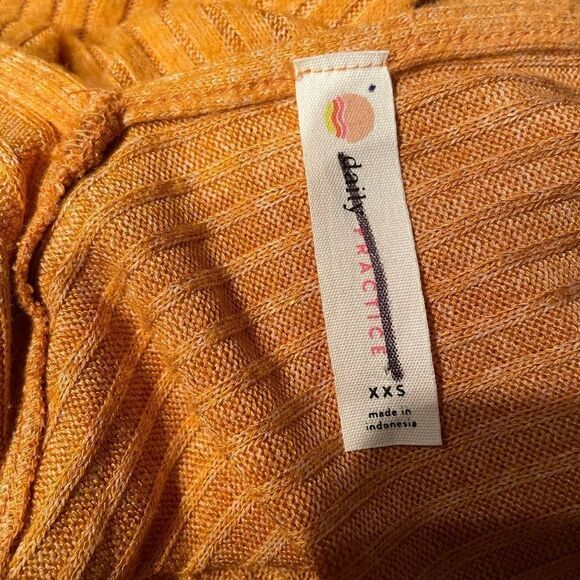 daily PRACTICE
XXS
made in
indonesia